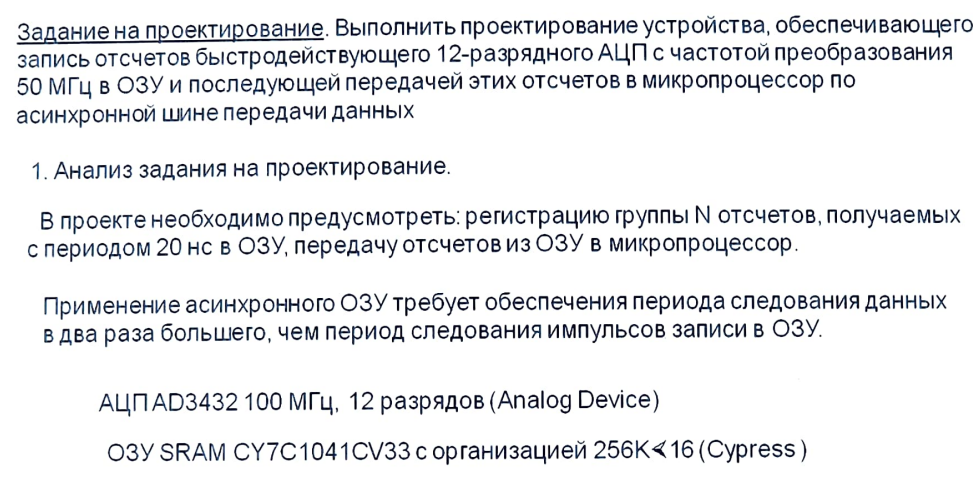 Задание на проектирование. Выполнить проектирование устройства, обеспечивающего
запись отсчетов быстродействующего 12-разрядного АЦП с частотой преобразования
50 МГц в ОЗУ и последующей передачей этих отсчетов в микропроцессор по
асинхронной шине передачи данных
1. Анализ задания на проектирование.
В проекте необходимо предусмотреть: регистрацию группы N отсчетов, получаемых
с периодом 20 нс в ОЗУ, передачу отсчетов из ОЗУ в микропроцессор.
Применение асинхронного ОЗУ требует обеспечения периода следования данных
в два раза большего, чем период следования импульсов записи в ОЗУ.
АЦП AD3432 100 МГц, 12 разрядов (Analog Device)
ОЗУ SRAM CY7C1041CV33 с организацией 256K<16 (Cypress )